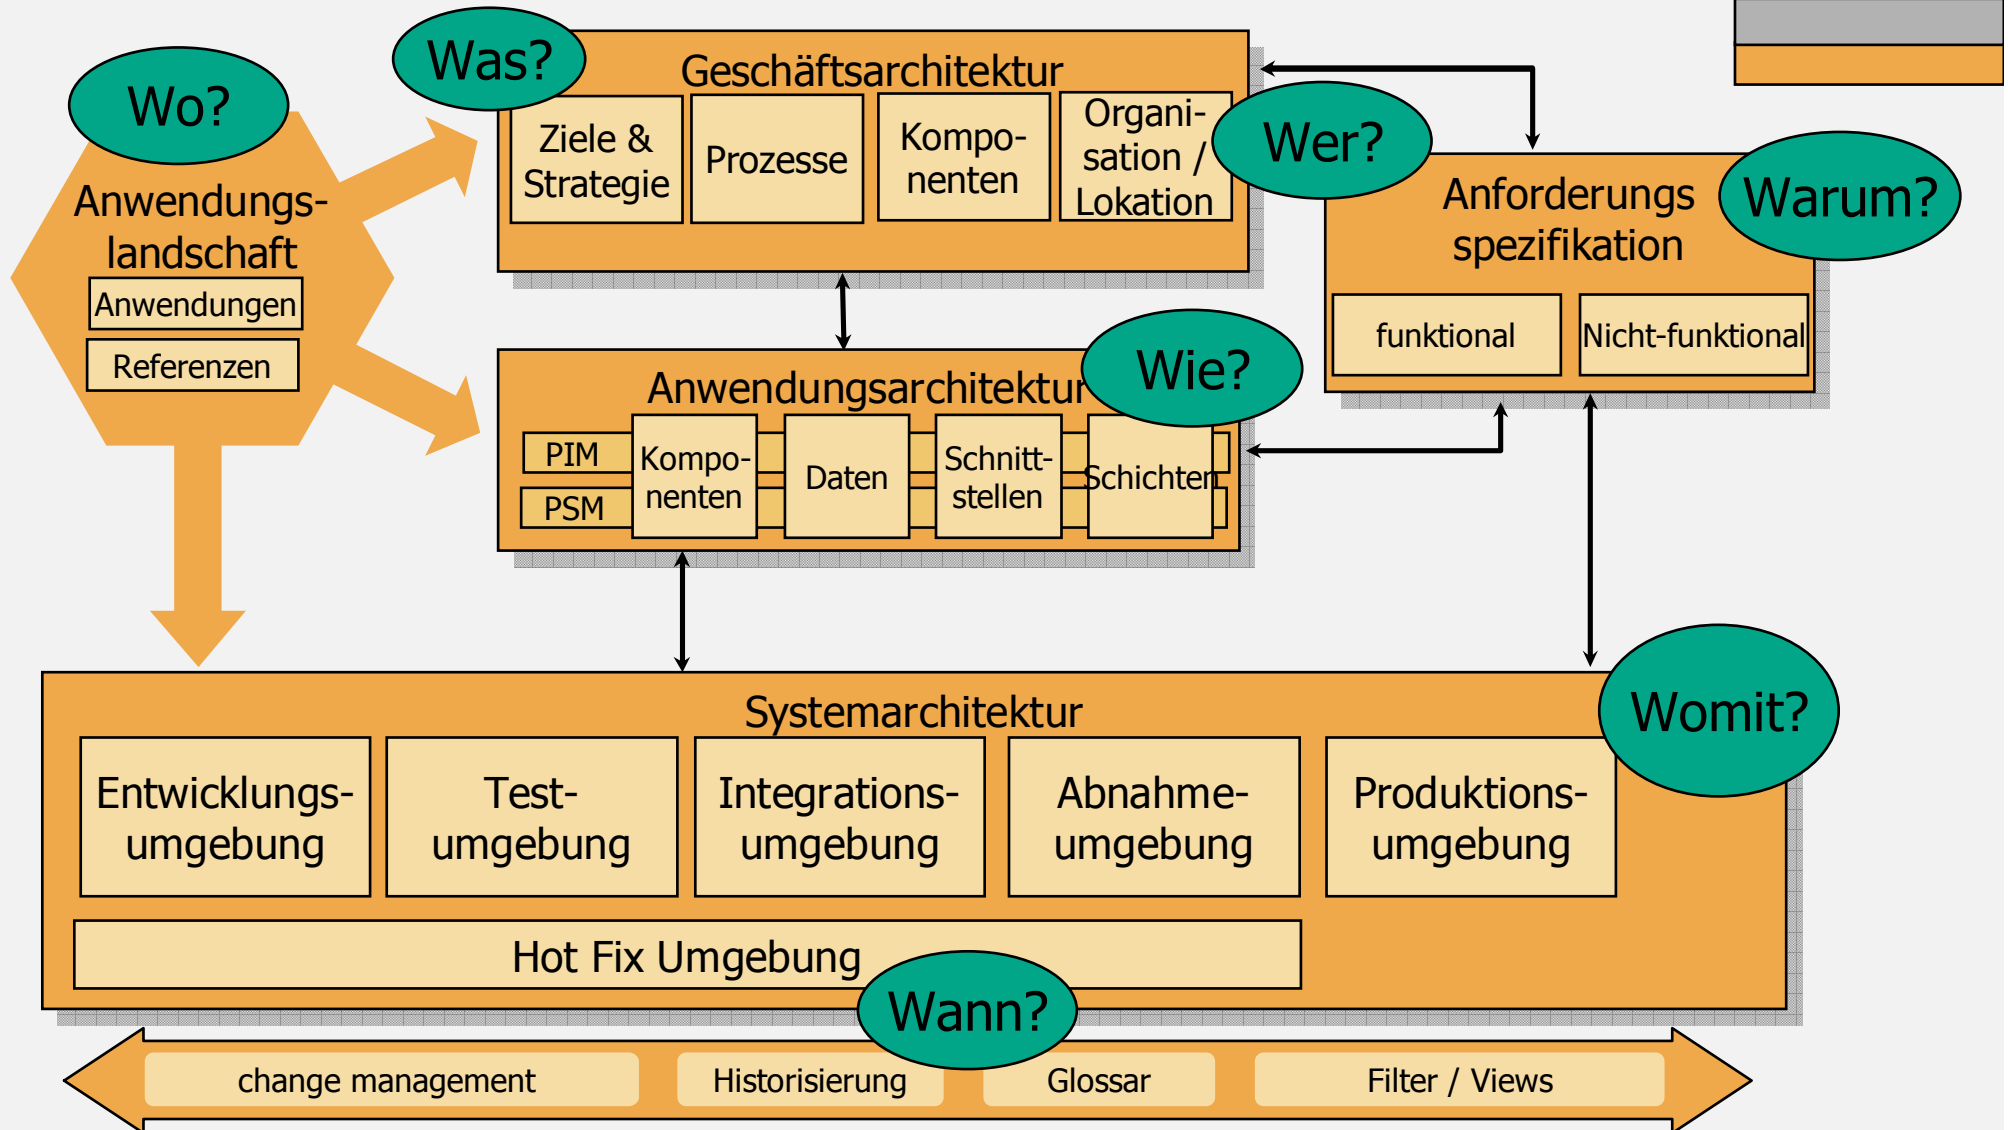 Wo?
Anwendungs-
landschaft
Anwendungen
Referenzen
Was?
Geschäftsarchitektur
Ziele &
Strategie
Prozesse
Kompo-
nenten
Organi-
sation /
Lokation
Wer?
Anforderungs
spezifikation
Warum?
funktional
Nicht-funktional
Anwendungsarchitektur
Wie?
PIM
PSM
Kompo-
nenten
Daten
Schnitt-
stellen
Schichten
Systemarchitektur
Womit?
Entwicklungs-
umgebung
Test-
umgebung
Integrations-
umgebung
Abnahme-
umgebung
Produktions-
umgebung
Hot Fix Umgebung
Wann?
change management
Historisierung
Glossar
Filter / Views